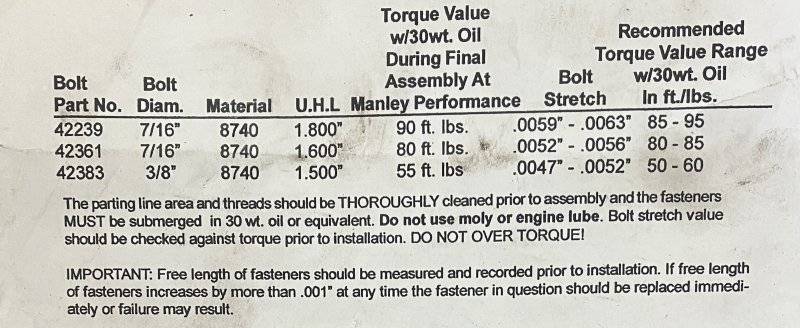 Torque Value
w/30wt. Oil Recommended
During Final Torque Value Range
Bolt Bolt Assembly At Bolt w/30wt. Oil
Part No. Diam. Material U.H.L Manley Performance Stretch In ft./lbs.
42239 7/16" 8740 1.800" 90 ft. lbs. .0059" - .0063" 85 - 95
42361 7/16" 8740 1.600" 80 ft. lbs. .0052" - .0056" 80 - 85
42383 3/8" 8740 1.500" 55 ft. lbs .0047" - .0052" 50 - 60
The parting line area and threads should be THOROUGHLY cleaned prior to assembly and the fasteners
MUST be submerged in 30 wt. oil or equivalent. Do not use moly or engine lube. Bolt stretch value
should be checked against torque prior to installation. DO NOT OVER TORQUE!
IMPORTANT: Free length of fasteners should be measured and recorded prior to installation. If free length
of fasteners increases by more than .001" at any time the fastener in question should be replaced immedi-
ately or failure may result.